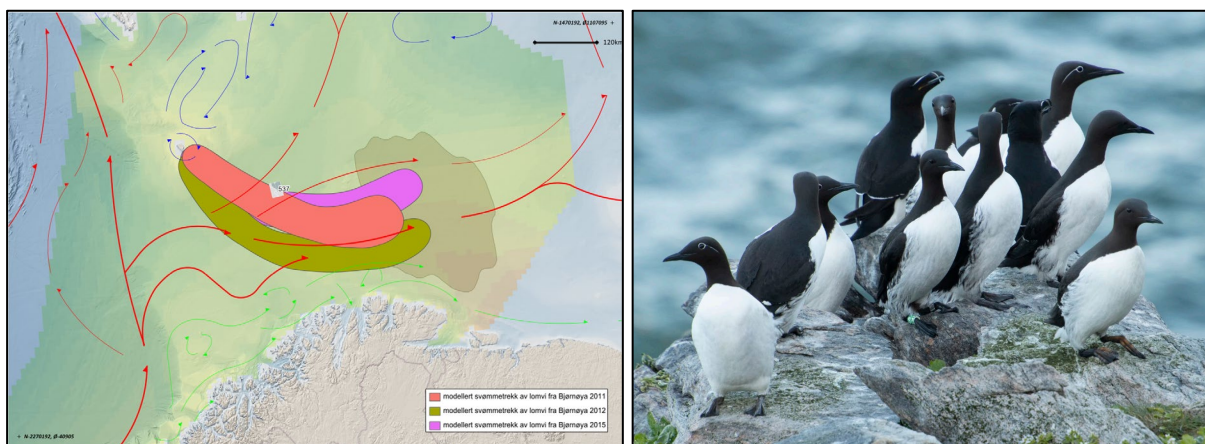 N-1470192, Ø1107095 +
120km
537
modellert svømmetrekk av lomvi fra Bjørnøya 2011
modellert svømmetrekk av lomvi fra Bjørnøya 2012
modellert svømmetrekk av lomvi fra Bjørnøya 2015
+ N-2270192, Ø-60905